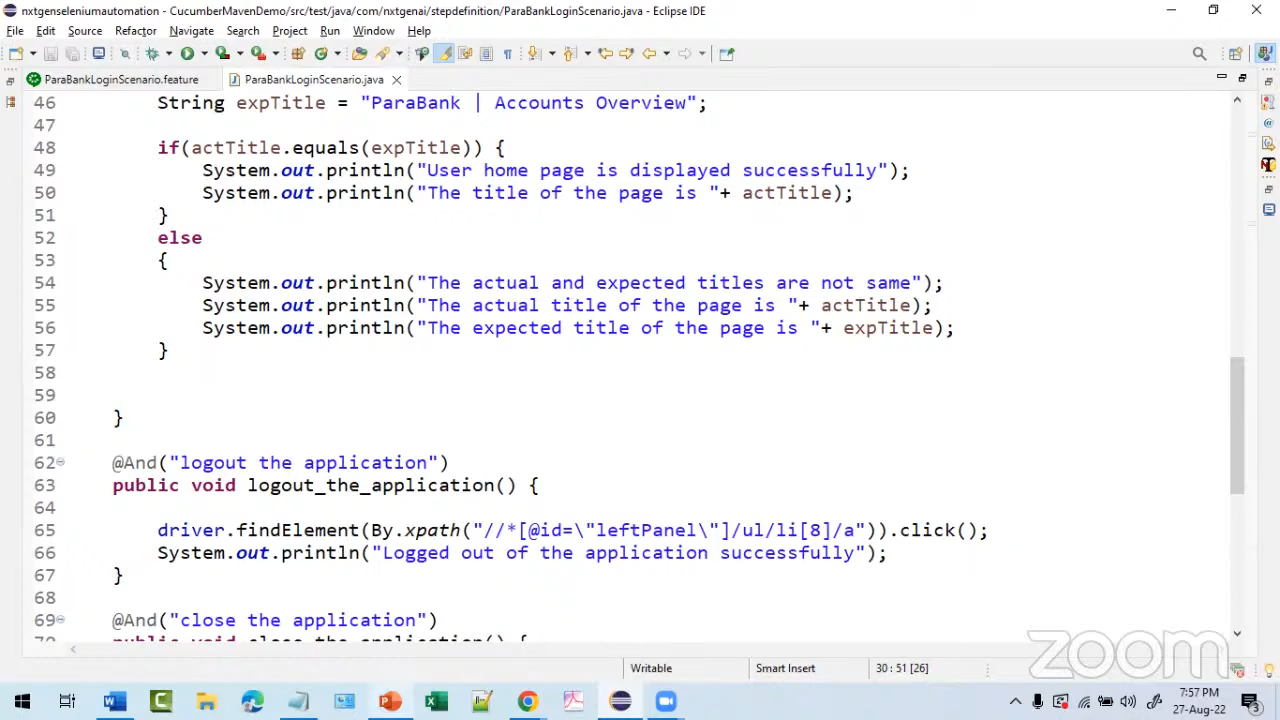 nxtgenseleniumautomation - CucumberMavenDemo/src/test/java/com/nxtgenai/stepdefinition/ParaBankLoginScenario.java - Eclipse IDE
File Edit Source Refactor Navigate Search Project Run Window Help
ParaBankLoginScenario.feature ParaBankLoginScenario.java
46 String expTitle = "ParaBank | Accounts Overview";
47
48 if(actTitle.equals(expTitle)) {
49 System.out.println("User home page is displayed successfully");
50 System.out.println("The title of the page is "+ actTitle);
51 }
52 else
53 {
54 System.out.println("The actual and expected titles are not same");
55 System.out.println("The actual title of the page is "+ actTitle);
56 System.out.println("The expected title of the page is "+ expTitle);
57 }
58
59
60 }
61
62 @And("logout the application")
63 public void logout_the_application() {
64
65 driver.findElement(By.xpath("//*[@id=\"leftPanel\"]/ul/li[8]/a")).click();
66 System.out.println("Logged out of the application successfully");
67 }
68
69 @And("close the application")
70 public void close_the_application() {
zoom
Writable Smart Insert 30 : 51 [26]
7:57 PM
27-Aug-22
3